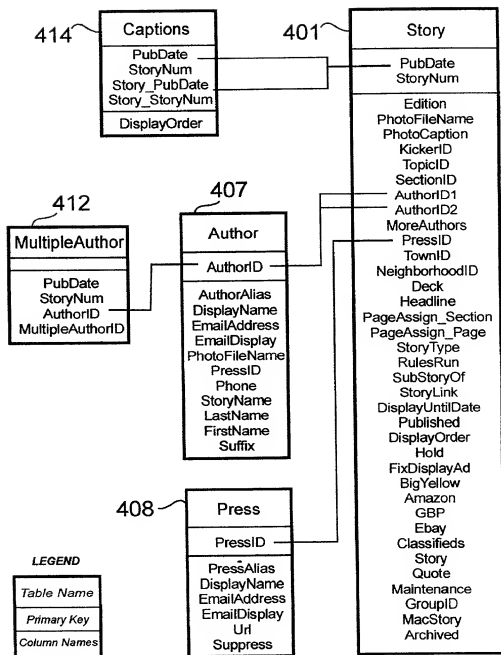 414
Captions
PubDate
StoryNum
Story_PubDate
Story_StoryNum
DisplayOrder
401
Story
PubDate
StoryNum
Edition
PhotoFileName
PhotoCaption
KickerID
TopicID
SectionID
AuthorID1
AuthorID2
MoreAuthors
PressID
TownID
NeighborhoodID
Deck
Headline
PageAssign_Section
PageAssign_Page
StoryType
RulesRun
SubStoryOf
StoryLink
DisplayUntilDate
Published
DisplayOrder
Hold
FixDisplayAd
BigYellow
Amazon
GBP
Ebay
Classifieds
Story
Quote
Maintenance
GroupID
MacStory
Archived
412
MultipleAuthor
PubDate
StoryNum
AuthorID
MultipleAuthorID
407
Author
AuthorID
AuthorAlias
DisplayName
EmailAddress
EmailDisplay
PhotoFileName
PressID
Phone
StoryName
LastName
FirstName
Suffix
408
Press
PressID
PressAlias
DisplayName
EmailAddress
EmailDisplay
Url
Suppress
LEGEND
Table Name
Primary Key
Column Names